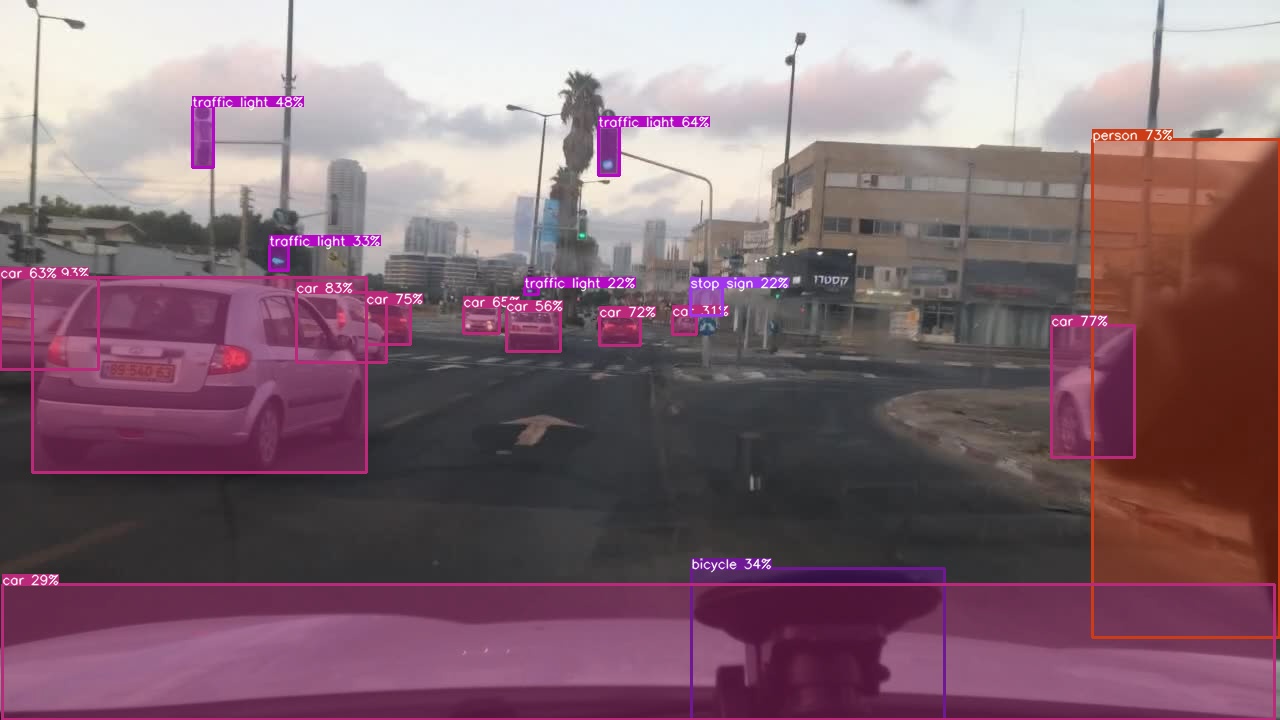 traffic light 48%
traffic light 64%
person 73%
traffic light 33%
car 63% 93%
car 83%
car 75%
car 65%
car 56%
traffic light 22%
car 72%
stop sign 22%
car 31%
car 77%
קסטרו
89-540 63
bicycle 34%
car 29%